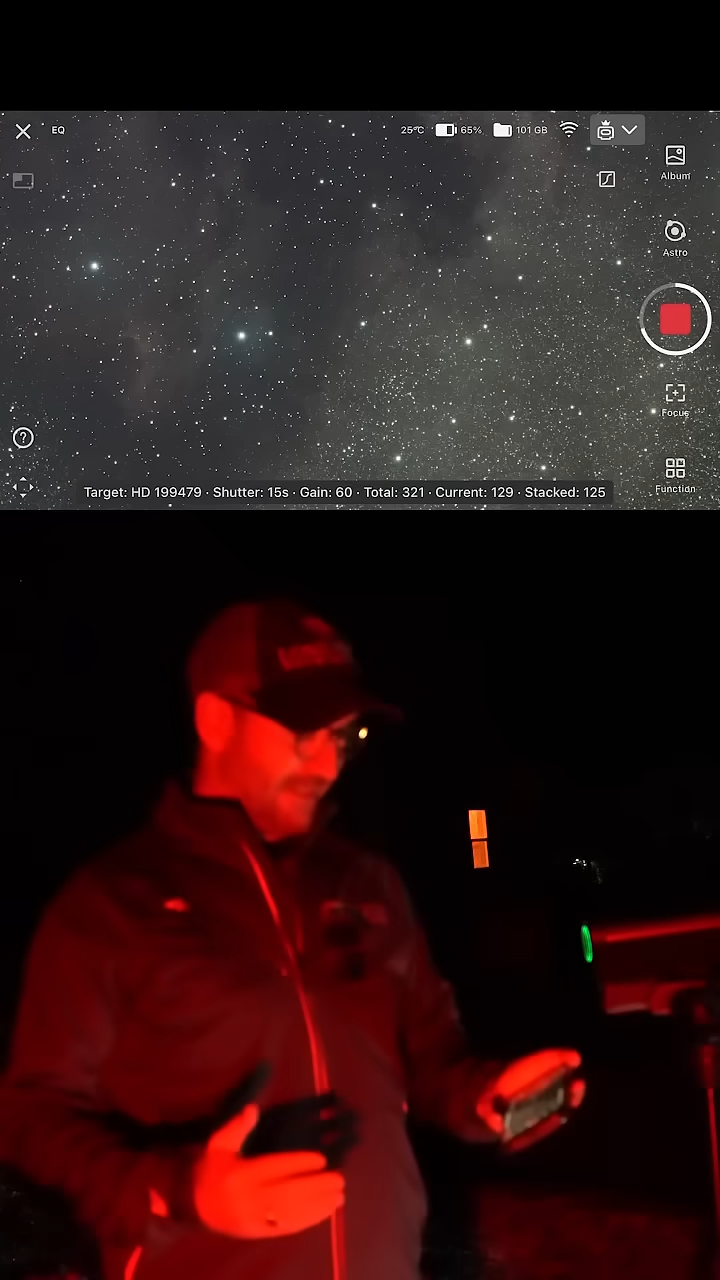 EQ
25°C 65% 101 GB
Album
Astro
Focus
Function
Target: HD 199479 · Shutter: 15s · Gain: 60 · Total: 321 · Current: 129 · Stacked: 125